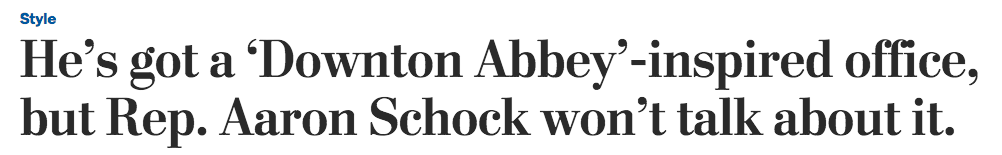 Style
He’s got a ‘Downton Abbey’-inspired office,
but Rep. Aaron Schock won’t talk about it.